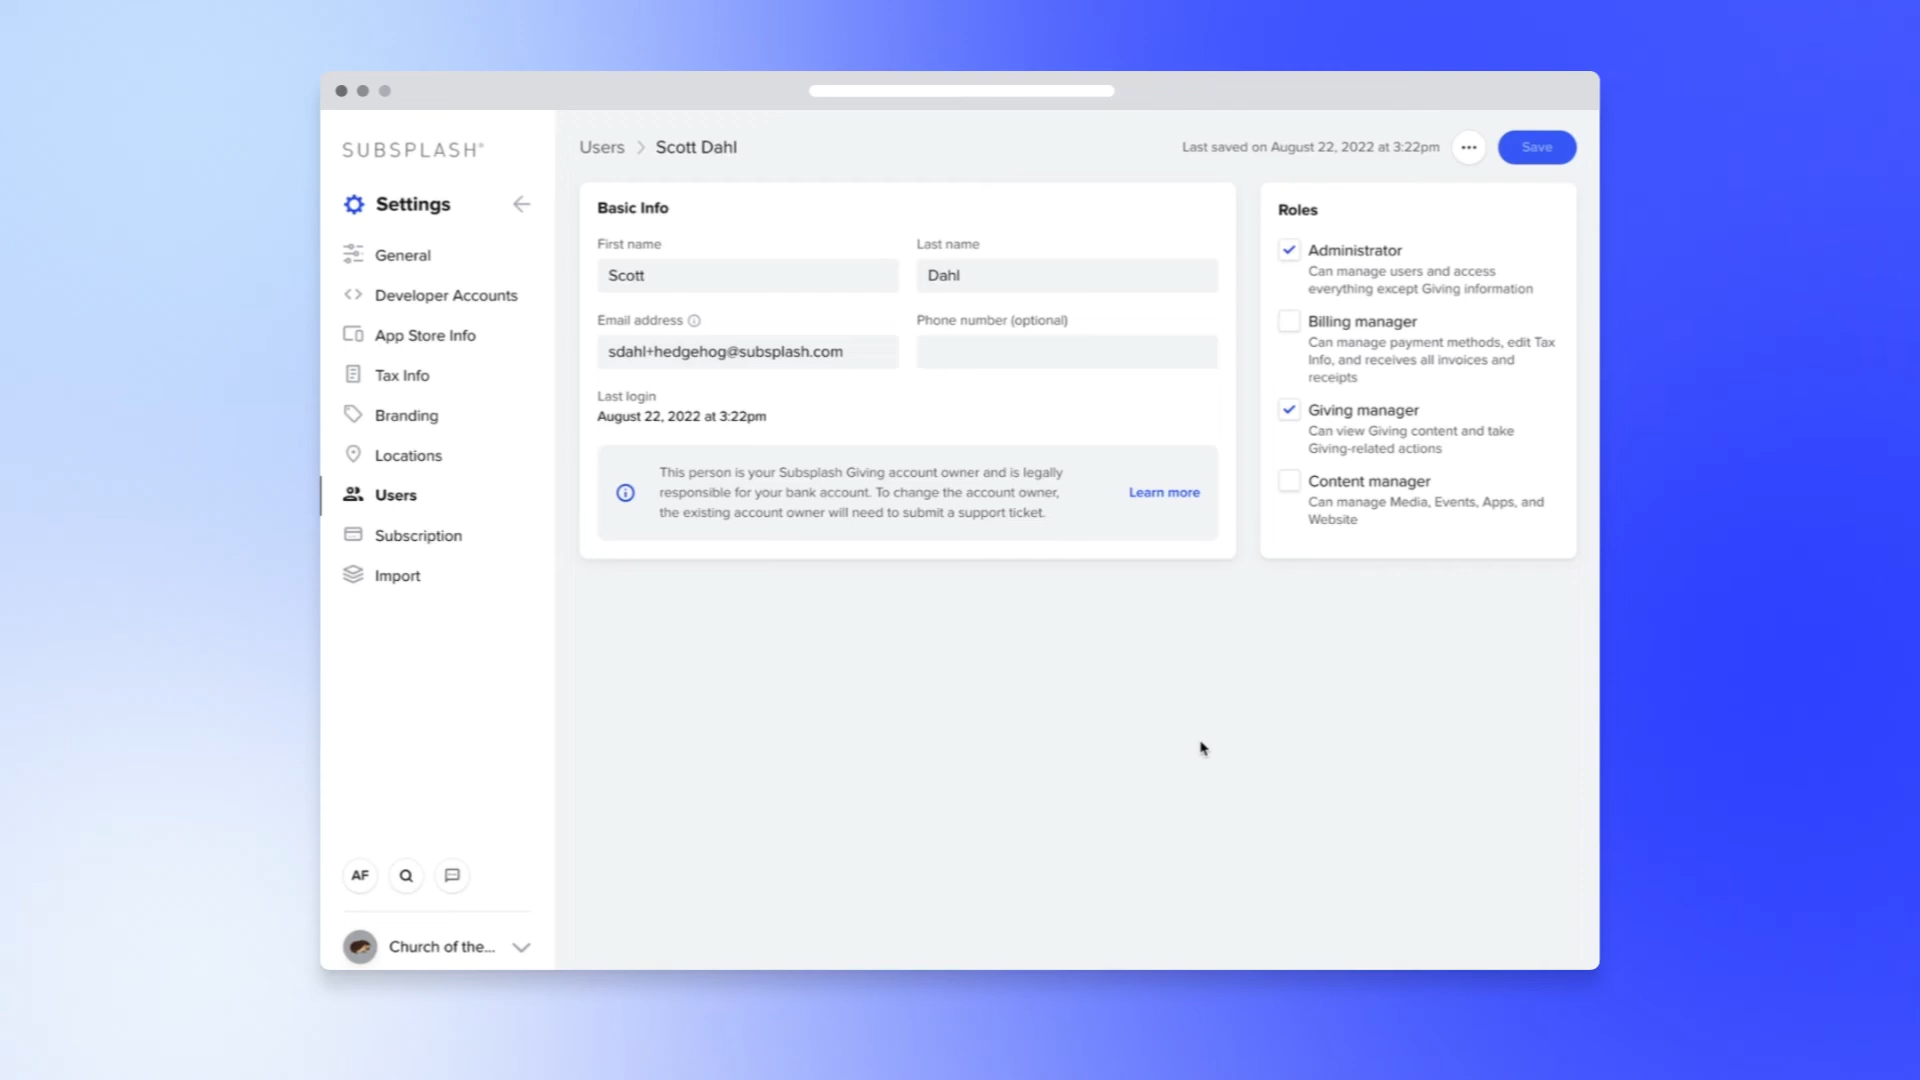 SUBSPLASH®
Settings
General
Developer Accounts
App Store Info
Tax Info
Branding
Locations
Users
Subscription
Import
AF
Church of the...
Users > Scott Dahl
Last saved on August 22, 2022 at 3:22pm
Save
Basic Info
First name
Scott
Last name
Dahl
Email address
sdahl+hedgehog@subsplash.com
Phone number (optional)
Last login
August 22, 2022 at 3:22pm
This person is your Subsplash Giving account owner and is legally
responsible for your bank account. To change the account owner,
the existing account owner will need to submit a support ticket.
Learn more
Roles
Administrator
Can manage users and access
everything except Giving information
Billing manager
Can manage payment methods, edit Tax
Info, and receives all invoices and
receipts
Giving manager
Can view Giving content and take
Giving-related actions
Content manager
Can manage Media, Events, Apps, and
Website